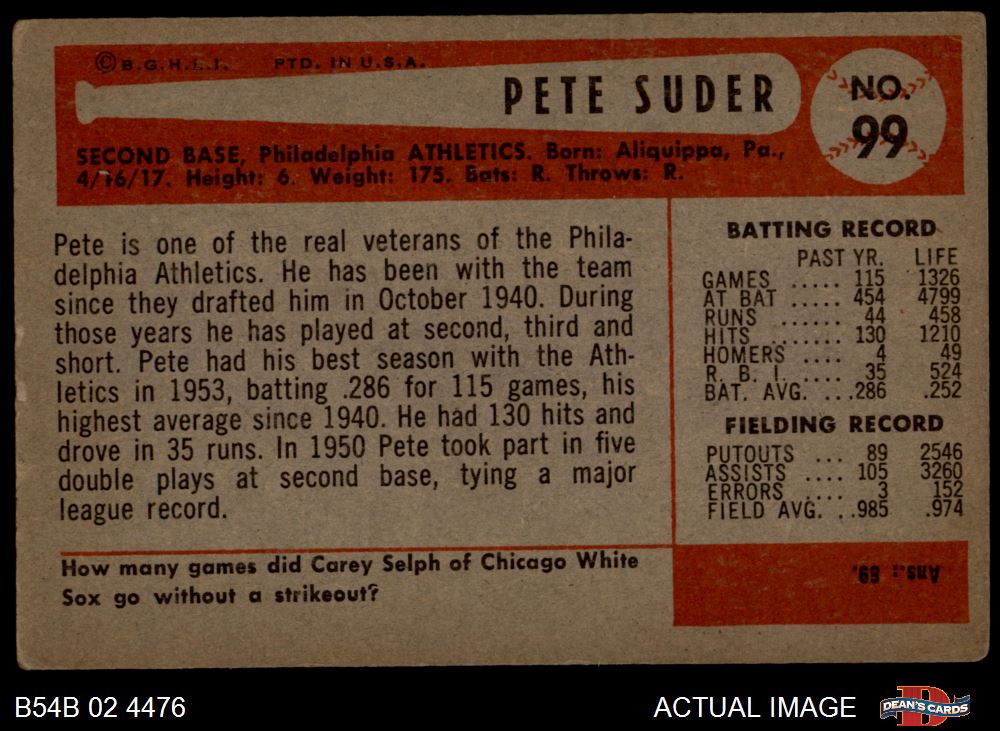 ©B.G.H.L.I. PTD. IN U.S.A.
PETE SUDER
NO.
99
SECOND BASE, Philadelphia ATHLETICS. Born: Aliquippa, Pa.,
4/16/17. Height: 6. Weight: 175. Bats: R. Throws: R.
Pete is one of the real veterans of the Phila-
delphia Athletics. He has been with the team
since they drafted him in October 1940. During
those years he has played at second, third and
short. Pete had his best season with the Ath-
letics in 1953, batting .286 for 115 games, his
highest average since 1940. He had 130 hits and
drove in 35 runs. In 1950 Pete took part in five
double plays at second base, tying a major
league record.
BATTING RECORD
PAST YR. LIFE
GAMES ..... 115 1326
AT BAT ..... 454 4799
RUNS ...... 44 458
HITS ....... 130 1210
HOMERS .... 4 49
R. B. I. .... 35 524
BAT. AVG. ...286 .252
FIELDING RECORD
PUTOUTS ... 89 2546
ASSISTS .... 105 3260
ERRORS .... 3 152
FIELD AVG. ..985 .974
How many games did Carey Selph of Chicago White
Sox go without a strikeout?
Ans.: 89.
B54B 02 4476
ACTUAL IMAGE
D
DEAN'S CARDS